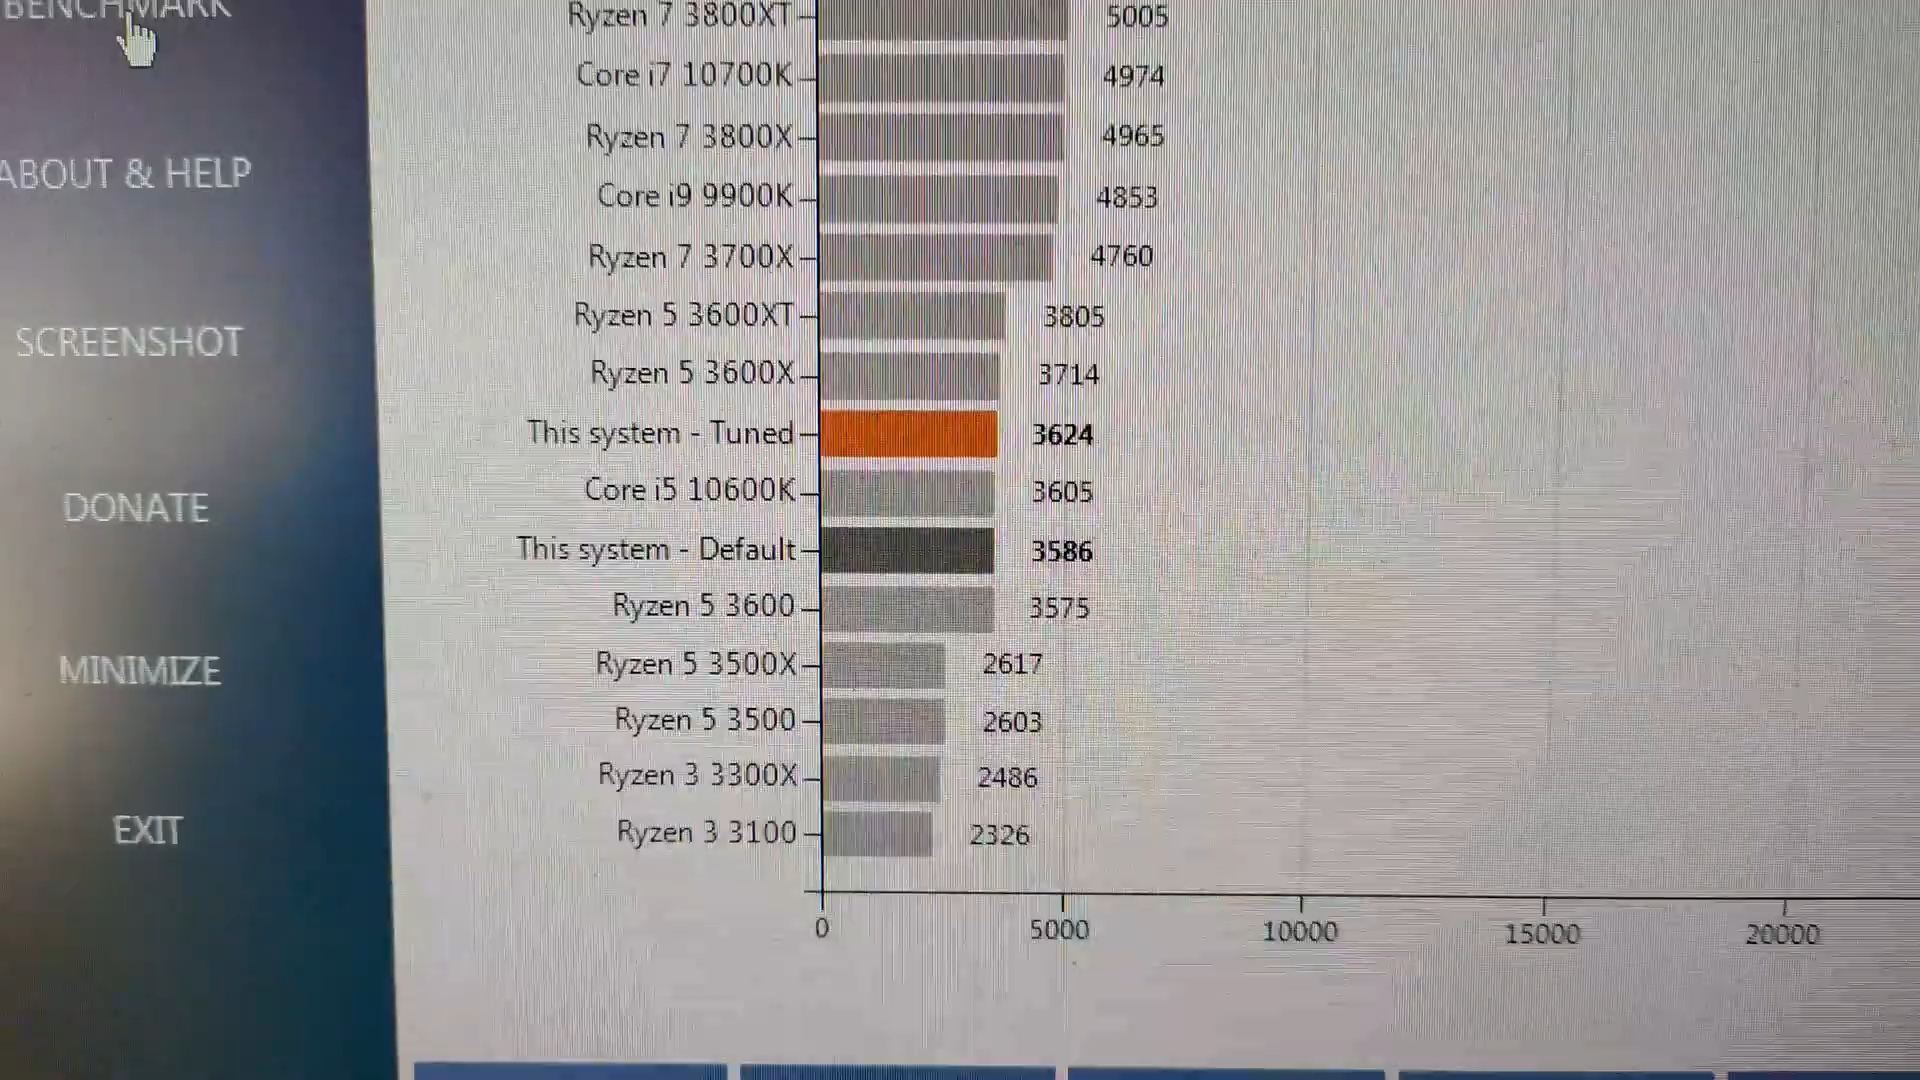 BENCHMARK
ABOUT & HELP
SCREENSHOT
DONATE
MINIMIZE
EXIT
Ryzen 7 3800XT 5005
Core i7 10700K 4974
Ryzen 7 3800X 4965
Core i9 9900K 4853
Ryzen 7 3700X 4760
Ryzen 5 3600XT 3805
Ryzen 5 3600X 3714
This system - Tuned 3624
Core i5 10600K 3605
This system - Default 3586
Ryzen 5 3600 3575
Ryzen 5 3500X 2617
Ryzen 5 3500 2603
Ryzen 3 3300X 2486
Ryzen 3 3100 2326
0 5000 10000 15000 20000